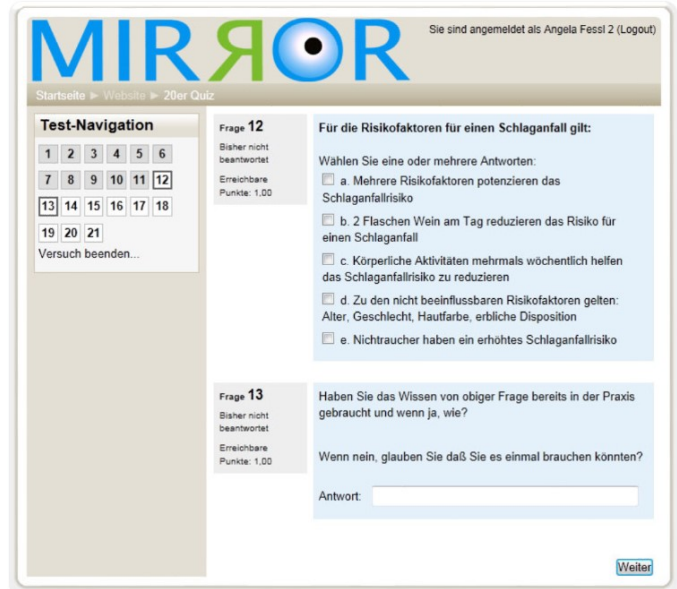 MIRROR
Sie sind angemeldet als Angela Fessl 2 (Logout)
Startseite ► Website ► 20er Quiz
Test-Navigation
1 2 3 4 5 6
7 8 9 10 11 12
13 14 15 16 17 18
19 20 21
Versuch beenden...
Frage 12
Bisher nicht
beantwortet
Erreichbare
Punkte: 1,00
Für die Risikofaktoren für einen Schlaganfall gilt:
Wählen Sie eine oder mehrere Antworten:
a. Mehrere Risikofaktoren potenzieren das
Schlaganfallrisiko
b. 2 Flaschen Wein am Tag reduzieren das Risiko für
einen Schlaganfall
c. Körperliche Aktivitäten mehrmals wöchentlich helfen
das Schlaganfallrisiko zu reduzieren
d. Zu den nicht beeinflussbaren Risikofaktoren gelten:
Alter, Geschlecht, Hautfarbe, erbliche Disposition
e. Nichtraucher haben ein erhöhtes Schlaganfallrisiko
Frage 13
Bisher nicht
beantwortet
Erreichbare
Punkte: 1,00
Haben Sie das Wissen von obiger Frage bereits in der Praxis
gebraucht und wenn ja, wie?
Wenn nein, glauben Sie daß Sie es einmal brauchen könnten?
Antwort:
Weiter